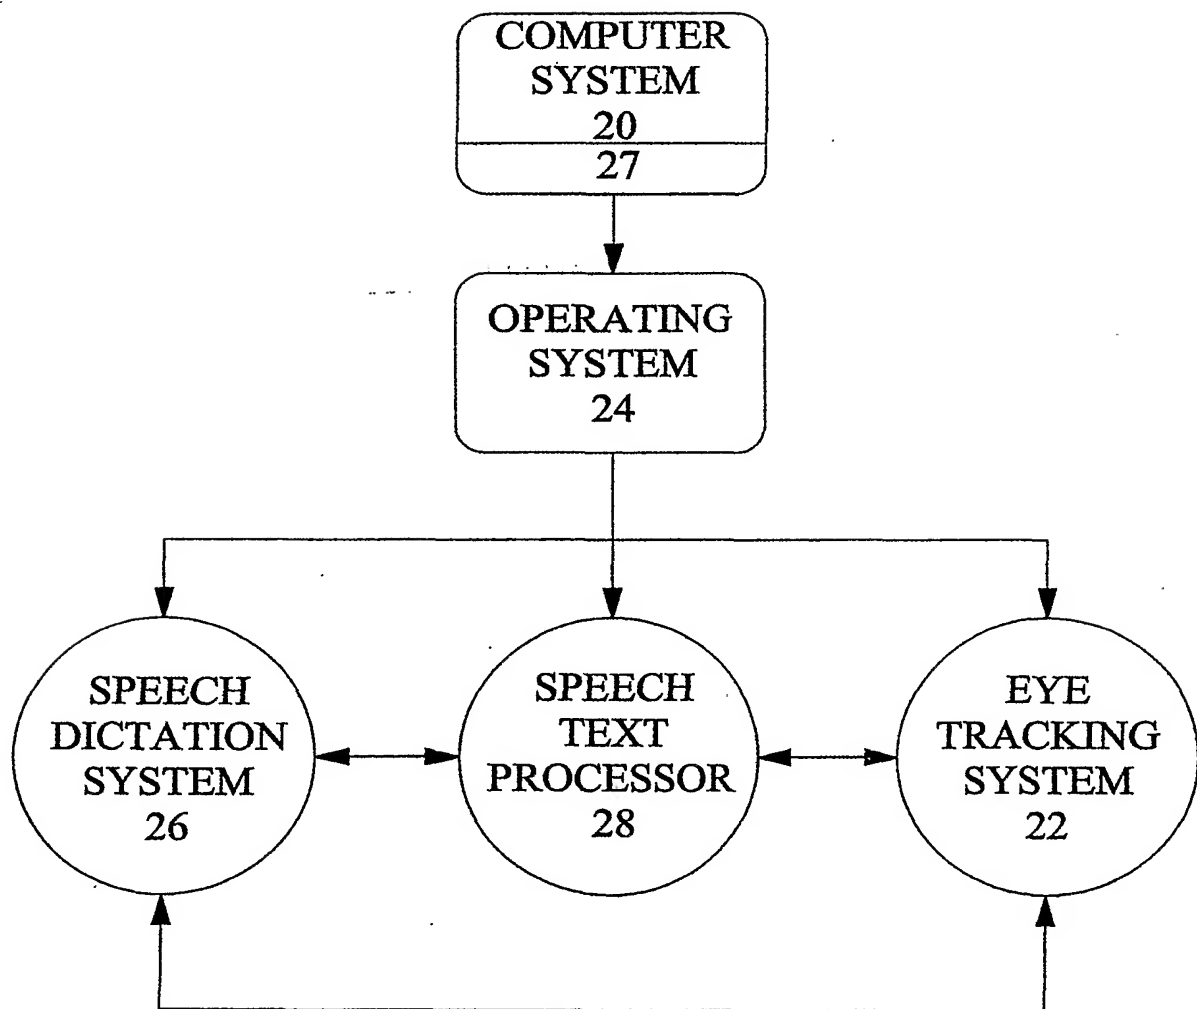 COMPUTER
SYSTEM
20
27
OPERATING
SYSTEM
24
SPEECH
DICTATION
SYSTEM
26
SPEECH
TEXT
PROCESSOR
28
EYE
TRACKING
SYSTEM
22